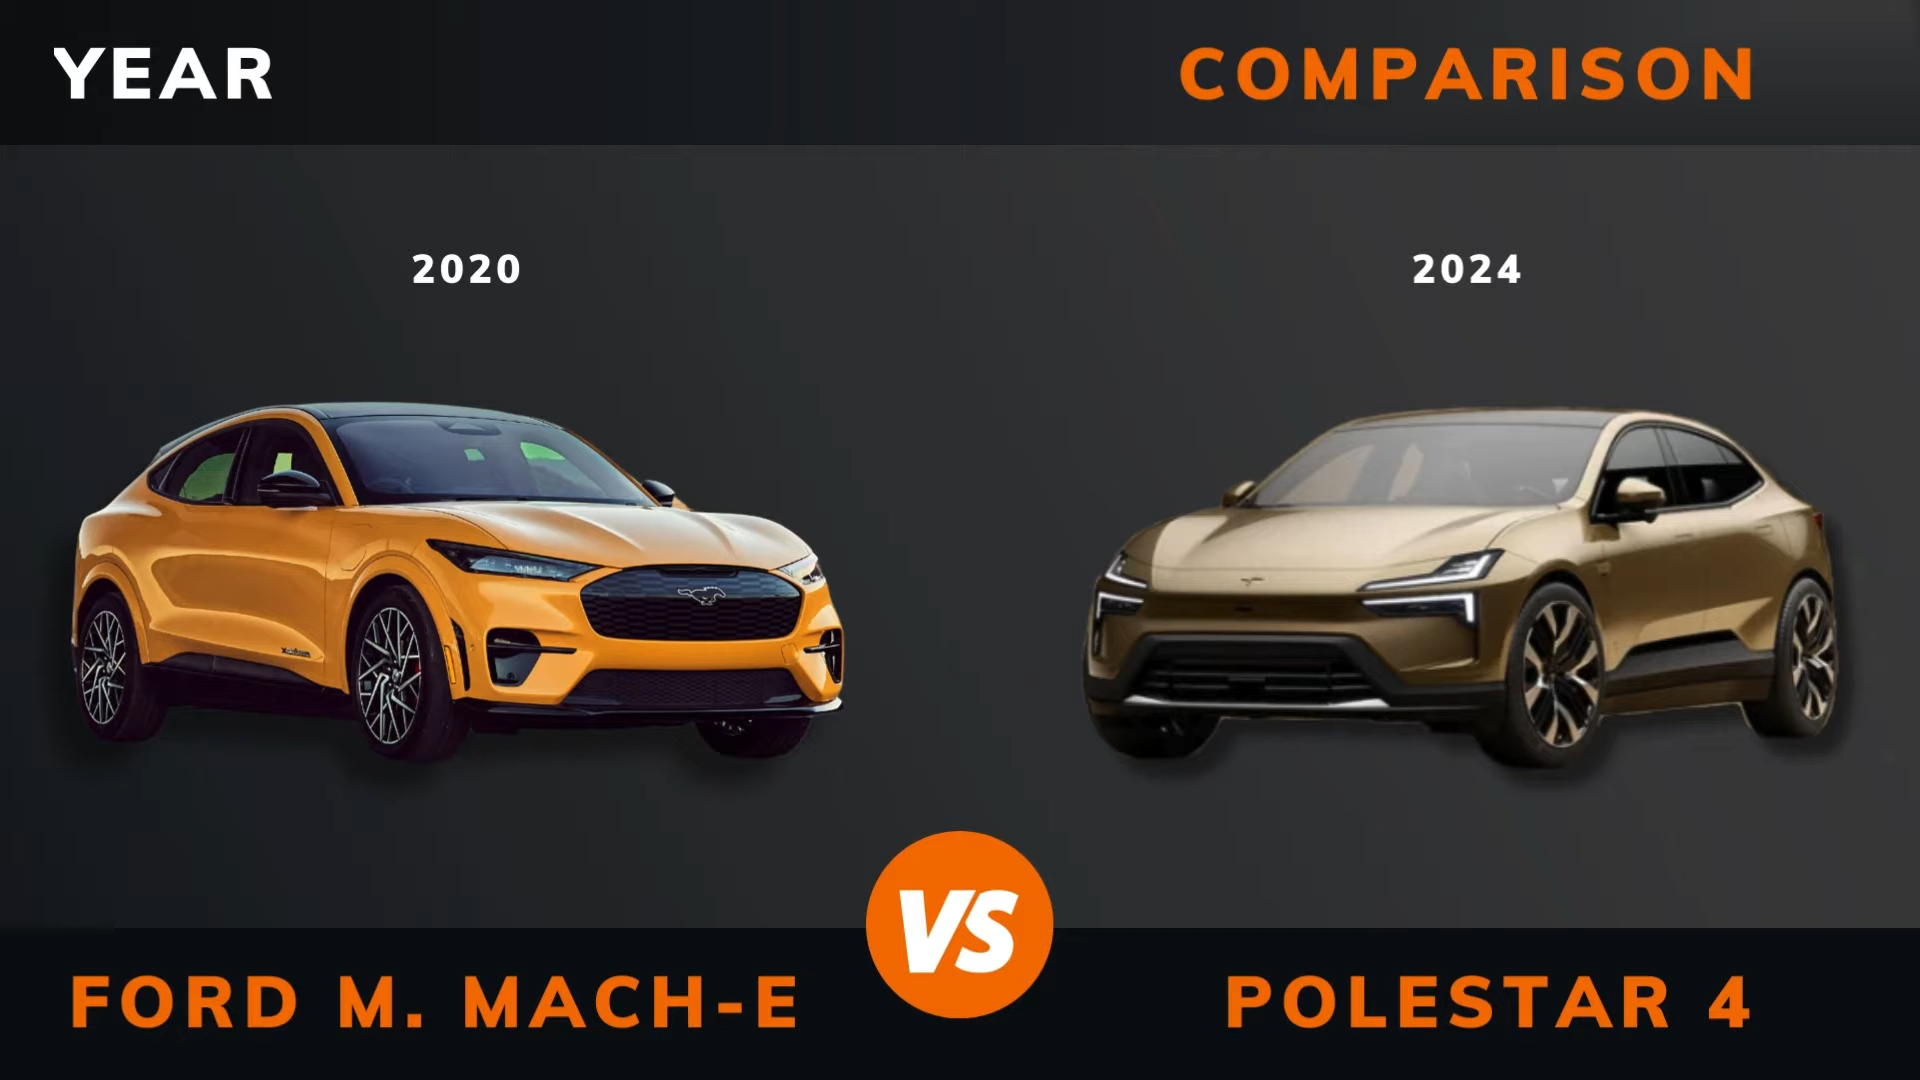 YEAR
COMPARISON
2020
2024
VS
FORD M. MACH-E
POLESTAR 4